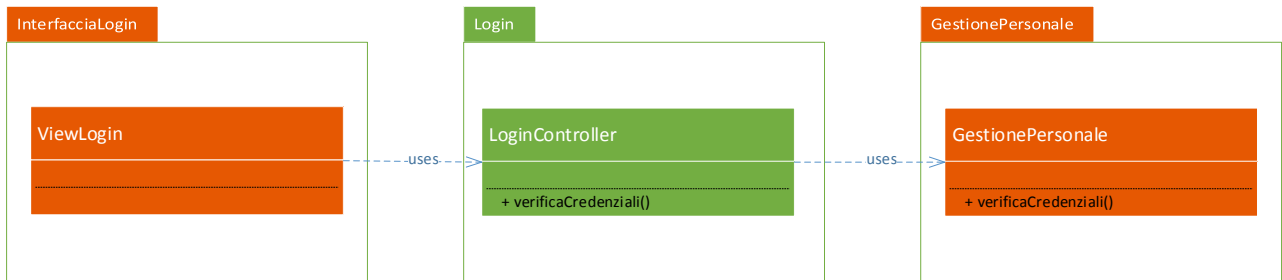 InterfacciaLogin
Login
GestionePersonale
ViewLogin
LoginController
GestionePersonale
uses
uses
+ verificaCredenziali()
+ verificaCredenziali()